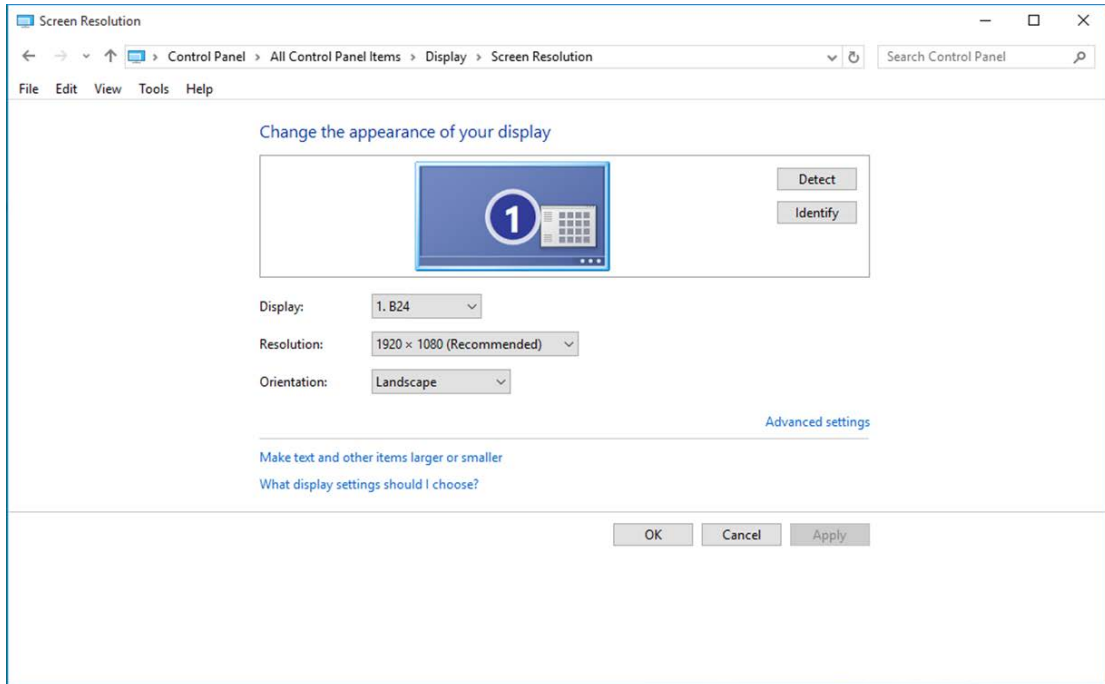 Screen Resolution
Control Panel > All Control Panel Items > Display > Screen Resolution
Search Control Panel
File Edit View Tools Help
Change the appearance of your display
1
Detect
Identify
Display: 1. B24
Resolution: 1920 × 1080 (Recommended)
Orientation: Landscape
Advanced settings
Make text and other items larger or smaller
What display settings should I choose?
OK Cancel Apply